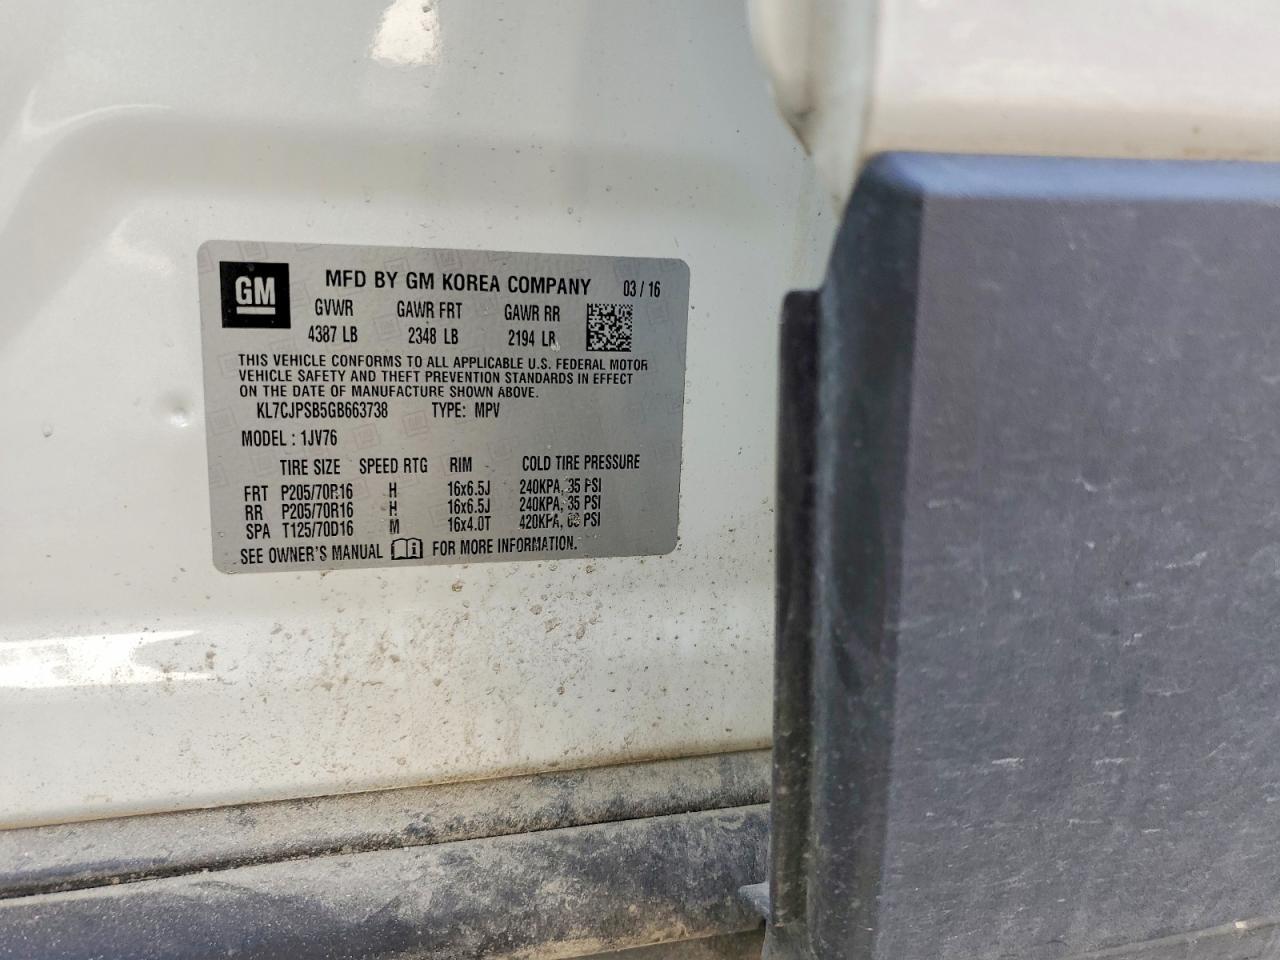 GM
MFD BY GM KOREA COMPANY 03 / 16
GVWR GAWR FRT GAWR RR
4387 LB 2348 LB 2194 LB
THIS VEHICLE CONFORMS TO ALL APPLICABLE U.S. FEDERAL MOTOR
VEHICLE SAFETY AND THEFT PREVENTION STANDARDS IN EFFECT
ON THE DATE OF MANUFACTURE SHOWN ABOVE.
KL7CJPSB5GB663738 TYPE: MPV
MODEL : 1JV76
TIRE SIZE SPEED RTG RIM COLD TIRE PRESSURE
FRT P205/70R16 H 16x6.5J 240KPA, 35 PSI
RR P205/70R16 H 16x6.5J 240KPA, 35 PSI
SPA T125/70D16 M 16x4.0T 420KPA, 60 PSI
SEE OWNER'S MANUAL FOR MORE INFORMATION.